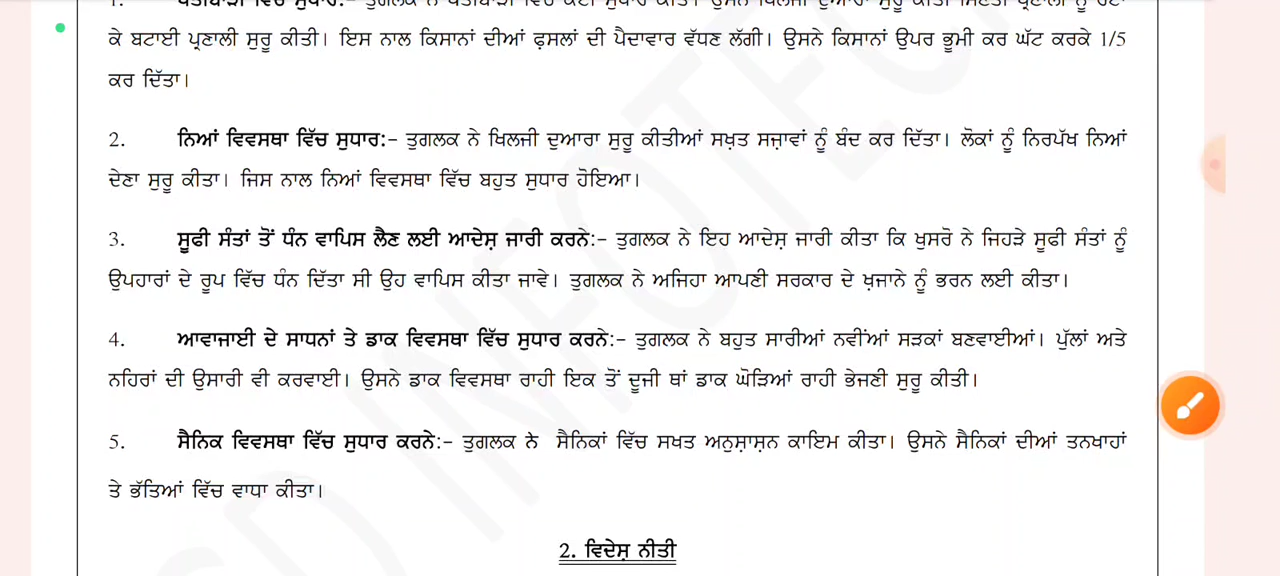 ਕੇ ਬਟਾਈ ਪ੍ਰਣਾਲੀ ਸੁਰੂ ਕੀਤੀ। ਇਸ ਨਾਲ ਕਿਸਾਨਾਂ ਦੀਆਂ ਫ਼ਸਲਾਂ ਦੀ ਪੈਦਾਵਾਰ ਵੱਧਣ ਲੱਗੀ। ਉਸਨੇ ਕਿਸਾਨਾਂ ਉਪਰ ਭੂਮੀ ਕਰ ਘੱਟ ਕਰਕੇ 1/5
ਕਰ ਦਿੱਤਾ।
2. ਨਿਆਂ ਵਿਵਸਥਾ ਵਿੱਚ ਸੁਧਾਰ:- ਤੁਗਲਕ ਨੇ ਖਿਲਜੀ ਦੁਆਰਾ ਸੁਰੂ ਕੀਤੀਆਂ ਸਖ਼ਤ ਸਜ਼ਾਵਾਂ ਨੂੰ ਬੰਦ ਕਰ ਦਿੱਤਾ। ਲੋਕਾਂ ਨੂੰ ਨਿਰਪੱਖ ਨਿਆਂ
ਦੇਣਾ ਸੁਰੂ ਕੀਤਾ। ਜਿਸ ਨਾਲ ਨਿਆਂ ਵਿਵਸਥਾ ਵਿੱਚ ਬਹੁਤ ਸੁਧਾਰ ਹੋਇਆ।
3. ਸੂਫੀ ਸੰਤਾਂ ਤੋਂ ਧੰਨ ਵਾਪਿਸ ਲੈਣ ਲਈ ਆਦੇਸ਼ ਜਾਰੀ ਕਰਨੇ:- ਤੁਗਲਕ ਨੇ ਇਹ ਆਦੇਸ਼ ਜਾਰੀ ਕੀਤਾ ਕਿ ਖੁਸਰੋ ਨੇ ਜਿਹੜੇ ਸੂਫੀ ਸੰਤਾਂ ਨੂੰ
ਉਪਹਾਰਾਂ ਦੇ ਰੂਪ ਵਿੱਚ ਧੰਨ ਦਿੱਤਾ ਸੀ ਉਹ ਵਾਪਿਸ ਕੀਤਾ ਜਾਵੇ। ਤੁਗਲਕ ਨੇ ਅਜਿਹਾ ਆਪਣੀ ਸਰਕਾਰ ਦੇ ਖ਼ਜਾਨੇ ਨੂੰ ਭਰਨ ਲਈ ਕੀਤਾ।
4. ਆਵਾਜਾਈ ਦੇ ਸਾਧਨਾਂ ਤੇ ਡਾਕ ਵਿਵਸਥਾ ਵਿੱਚ ਸੁਧਾਰ ਕਰਨੇ:- ਤੁਗਲਕ ਨੇ ਬਹੁਤ ਸਾਰੀਆਂ ਨਵੀਂਆਂ ਸੜਕਾਂ ਬਣਵਾਈਆਂ। ਪੁੱਲਾਂ ਅਤੇ
ਨਹਿਰਾਂ ਦੀ ਉਸਾਰੀ ਵੀ ਕਰਵਾਈ। ਉਸਨੇ ਡਾਕ ਵਿਵਸਥਾ ਰਾਹੀ ਇਕ ਤੋਂ ਦੂਜੀ ਥਾਂ ਡਾਕ ਘੋੜਿਆਂ ਰਾਹੀ ਭੇਜਣੀ ਸੁਰੂ ਕੀਤੀ।
5. ਸੈਨਿਕ ਵਿਵਸਥਾ ਵਿੱਚ ਸੁਧਾਰ ਕਰਨੇ:- ਤੁਗਲਕ ਨੇ ਸੈਨਿਕਾਂ ਵਿੱਚ ਸਖਤ ਅਨੁਸ਼ਾਸ਼ਨ ਕਾਇਮ ਕੀਤਾ। ਉਸਨੇ ਸੈਨਿਕਾਂ ਦੀਆਂ ਤਨਖਾਹਾਂ
ਤੇ ਭੱਤਿਆਂ ਵਿੱਚ ਵਾਧਾ ਕੀਤਾ।
2. ਵਿਦੇਸ਼ ਨੀਤੀ